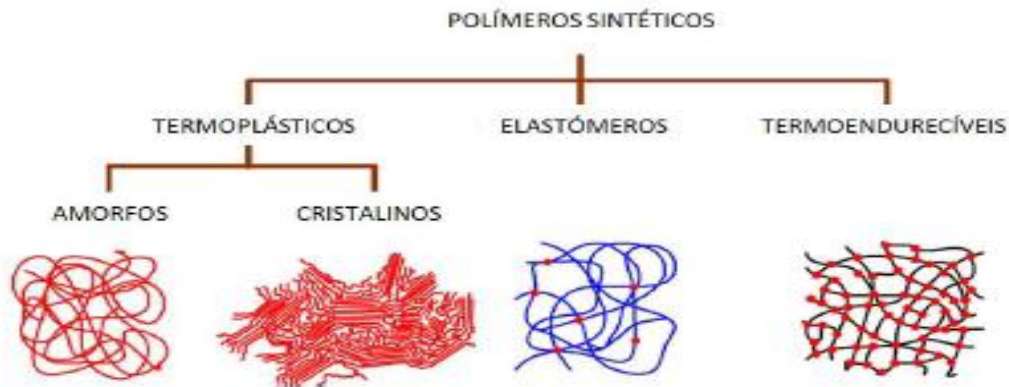 POLÍMEROS SINTÉTICOS
TERMOPLÁSTICOS ELASTÓMEROS TERMOENDURECÍVEIS
AMORFOS CRISTALINOS